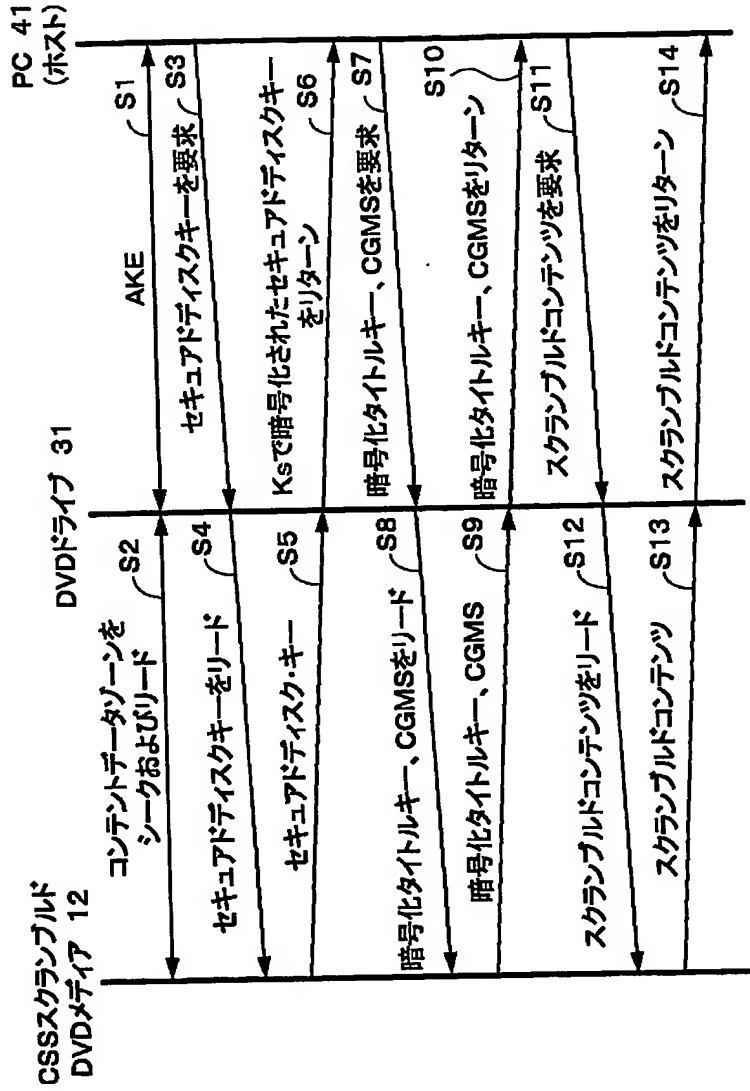 CSSスクランブルド
DVDメディア 12
DVDドライブ 31
PC 41
(ホスト)
AKE
S1
コンテントデータゾーンを
シークおよびリード
S2
セキュアドディスクキーを要求
S3
セキュアドディスクキーをリード
S4
セキュアドディスク・キー
S5
Ksで暗号化されたセキュアドディスクキー
をリターン
S6
暗号化タイトルキー、CGMSを要求
S7
暗号化タイトルキー、CGMSをリード
S8
暗号化タイトルキー、CGMS
S9
暗号化タイトルキー、CGMSをリターン
S10
スクランブルドコンテンツを要求
S11
スクランブルドコンテンツをリード
S12
スクランブルドコンテンツ
S13
スクランブルドコンテンツをリターン
S14